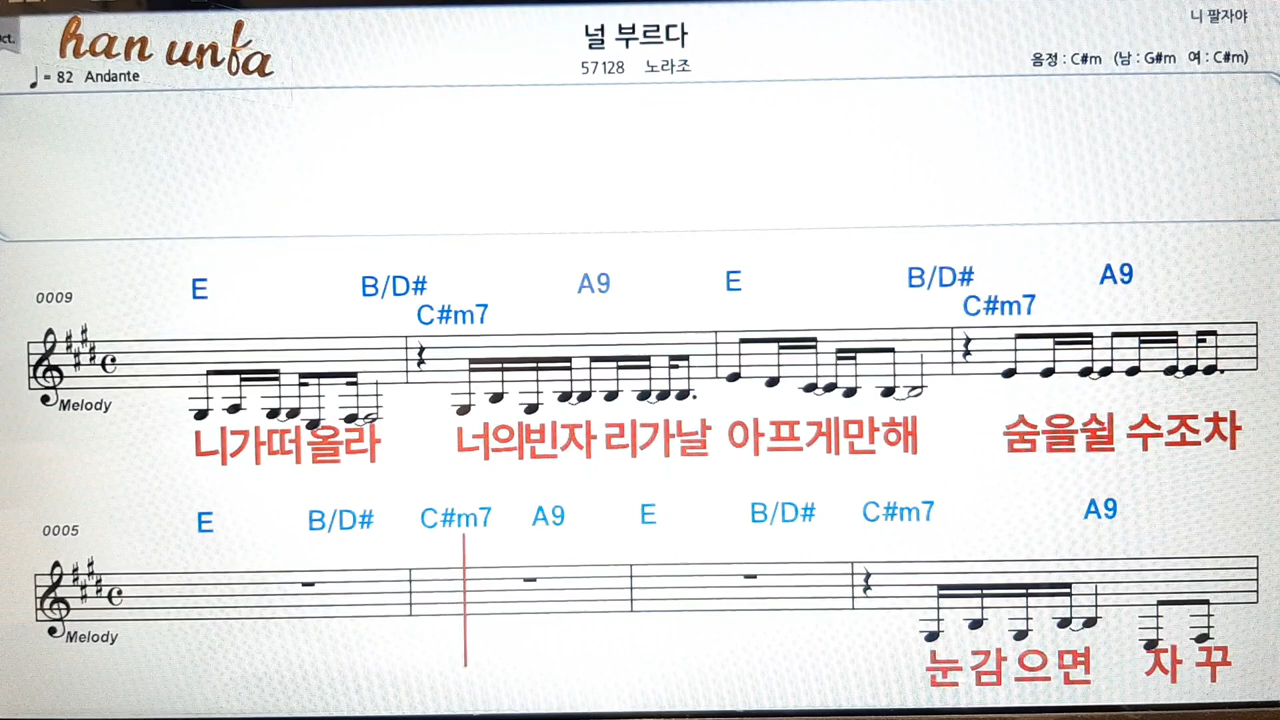 ct.
han unfa
♩= 82 Andante
널 부르다
57128 노라조
니 팔자야
음정 : C#m (남 : G#m 여 : C#m)
E B/D# A9 E B/D# A9
0009
C#m7 C#m7
Melody
니가떠올라 너의빈자 리가날 아프게만해 숨을쉴 수조차
0005
E B/D# C#m7 A9 E B/D# C#m7 A9
Melody
눈감으면 자꾸